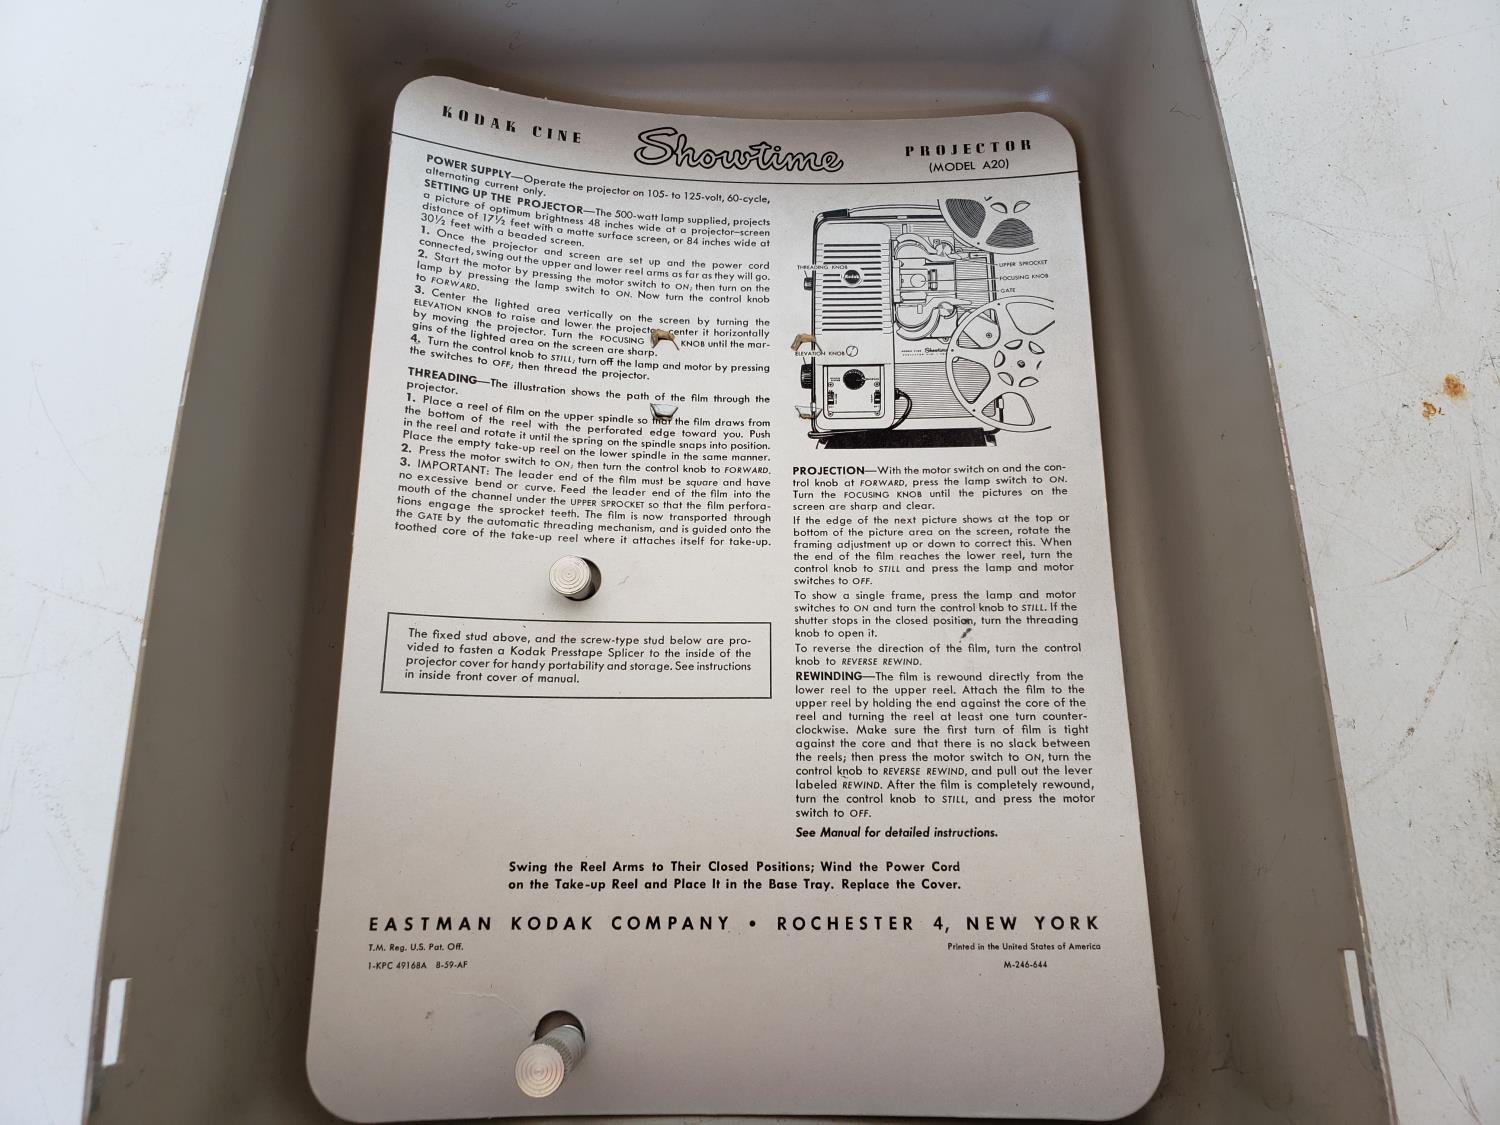 KODAK CINE Showtime PROJECTOR
(MODEL A20)
POWER SUPPLY—Operate the projector on 105- to 125-volt, 60-cycle,
alternating current only.
SETTING UP THE PROJECTOR—The 500-watt lamp supplied, projects
a picture of optimum brightness 48 inches wide at a projector–screen
distance of 17½ feet with a matte surface screen, or 84 inches wide at
30½ feet with a beaded screen.
1. Once the projector and screen are set up and the power cord
connected, swing out the upper and lower reel arms as far as they will go.
2. Start the motor by pressing the motor switch to ON; then turn on the
lamp by pressing the lamp switch to ON. Now turn the control knob
to FORWARD.
3. Center the lighted area vertically on the screen by turning the
ELEVATION KNOB to raise and lower the projector; center it horizontally
by moving the projector. Turn the FOCUSING KNOB until the mar-
gins of the lighted area on the screen are sharp.
4. Turn the control knob to STILL; turn off the lamp and motor by pressing
the switches to OFF; then thread the projector.
THREADING—The illustration shows the path of the film through the
projector.
1. Place a reel of film on the upper spindle so that the film draws from
the bottom of the reel with the perforated edge toward you. Push
in the reel and rotate it until the spring on the spindle snaps into position.
Place the empty take-up reel on the lower spindle in the same manner.
2. Press the motor switch to ON; then turn the control knob to FORWARD.
3. IMPORTANT: The leader end of the film must be square and have
no excessive bend or curve. Feed the leader end of the film into the
mouth of the channel under the UPPER SPROCKET so that the film perfora-
tions engage the sprocket teeth. The film is now transported through
the GATE by the automatic threading mechanism, and is guided onto the
toothed core of the take-up reel where it attaches itself for take-up.
The fixed stud above, and the screw-type stud below are pro-
vided to fasten a Kodak Presstape Splicer to the inside of the
projector cover for handy portability and storage. See instructions
in inside front cover of manual.
THREADING KNOB
Kodak
UPPER SPROCKET
FOCUSING KNOB
GATE
ELEVATION KNOB
Showtime
PROJECTION—With the motor switch on and the con-
trol knob at FORWARD, press the lamp switch to ON.
Turn the FOCUSING KNOB until the pictures on the
screen are sharp and clear.
If the edge of the next picture shows at the top or
bottom of the picture area on the screen, rotate the
framing adjustment up or down to correct this. When
the end of the film reaches the lower reel, turn the
control knob to STILL and press the lamp and motor
switches to OFF.
To show a single frame, press the lamp and motor
switches to ON and turn the control knob to STILL. If the
shutter stops in the closed position, turn the threading
knob to open it.
To reverse the direction of the film, turn the control
knob to REVERSE REWIND.
REWINDING—The film is rewound directly from the
lower reel to the upper reel. Attach the film to the
upper reel by holding the end against the core of the
reel and turning the reel at least one turn counter-
clockwise. Make sure the first turn of film is tight
against the core and that there is no slack between
the reels; then press the motor switch to ON, turn the
control knob to REVERSE REWIND, and pull out the lever
labeled REWIND. After the film is completely rewound,
turn the control knob to STILL, and press the motor
switch to OFF.
See Manual for detailed instructions.
Swing the Reel Arms to Their Closed Positions; Wind the Power Cord
on the Take-up Reel and Place It in the Base Tray. Replace the Cover.
EASTMAN KODAK COMPANY • ROCHESTER 4, NEW YORK
T.M. Reg. U.S. Pat. Off. Printed in the United States of America
1-KPC 49168A 8-59-AF M-246-644